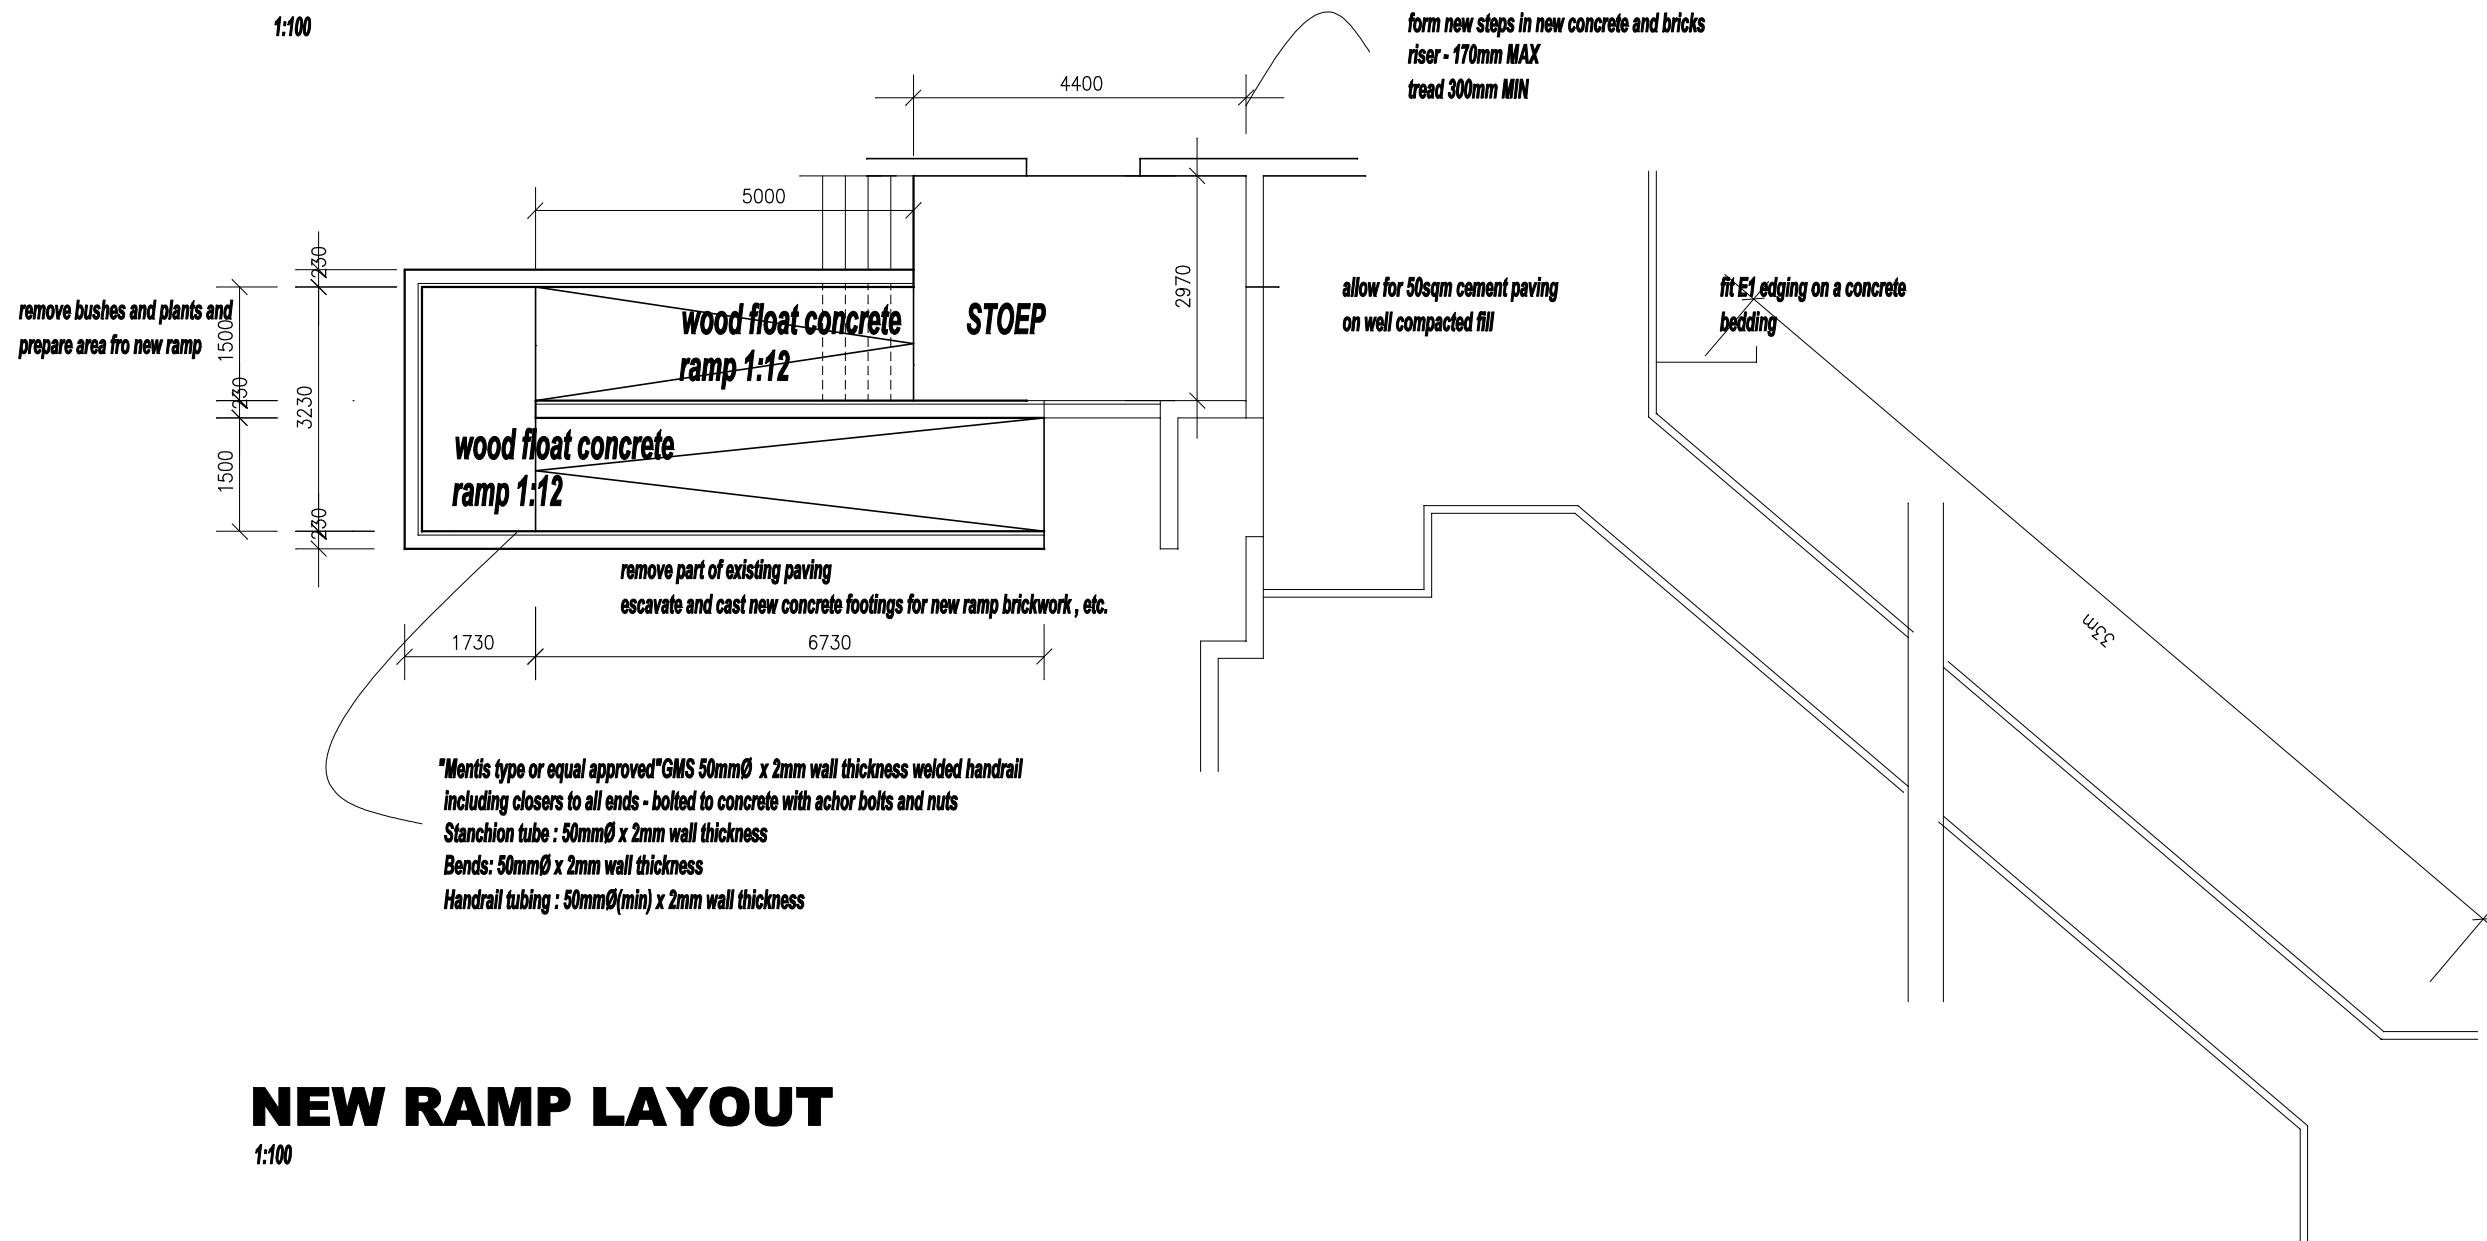 1:100
form new steps in new concrete and bricks
riser - 170mm MAX
tread 300mm MIN
4400
5000
230
2970
remove bushes and plants and
prepare area fro new ramp
1500
wood float concrete
ramp 1:12
STOEP
allow for 50sqm cement paving
on well compacted fill
fit E1 edging on a concrete
bedding
230
3230
wood float concrete
ramp 1:12
1500
230
remove part of existing paving
escavate and cast new concrete footings for new ramp brickwork , etc.
1730
6730
33m
"Mentis type or equal approved"GMS 50mmØ x 2mm wall thickness welded handrail
including closers to all ends - bolted to concrete with achor bolts and nuts
Stanchion tube : 50mmØ x 2mm wall thickness
Bends: 50mmØ x 2mm wall thickness
Handrail tubing : 50mmØ(min) x 2mm wall thickness
NEW RAMP LAYOUT
1:100